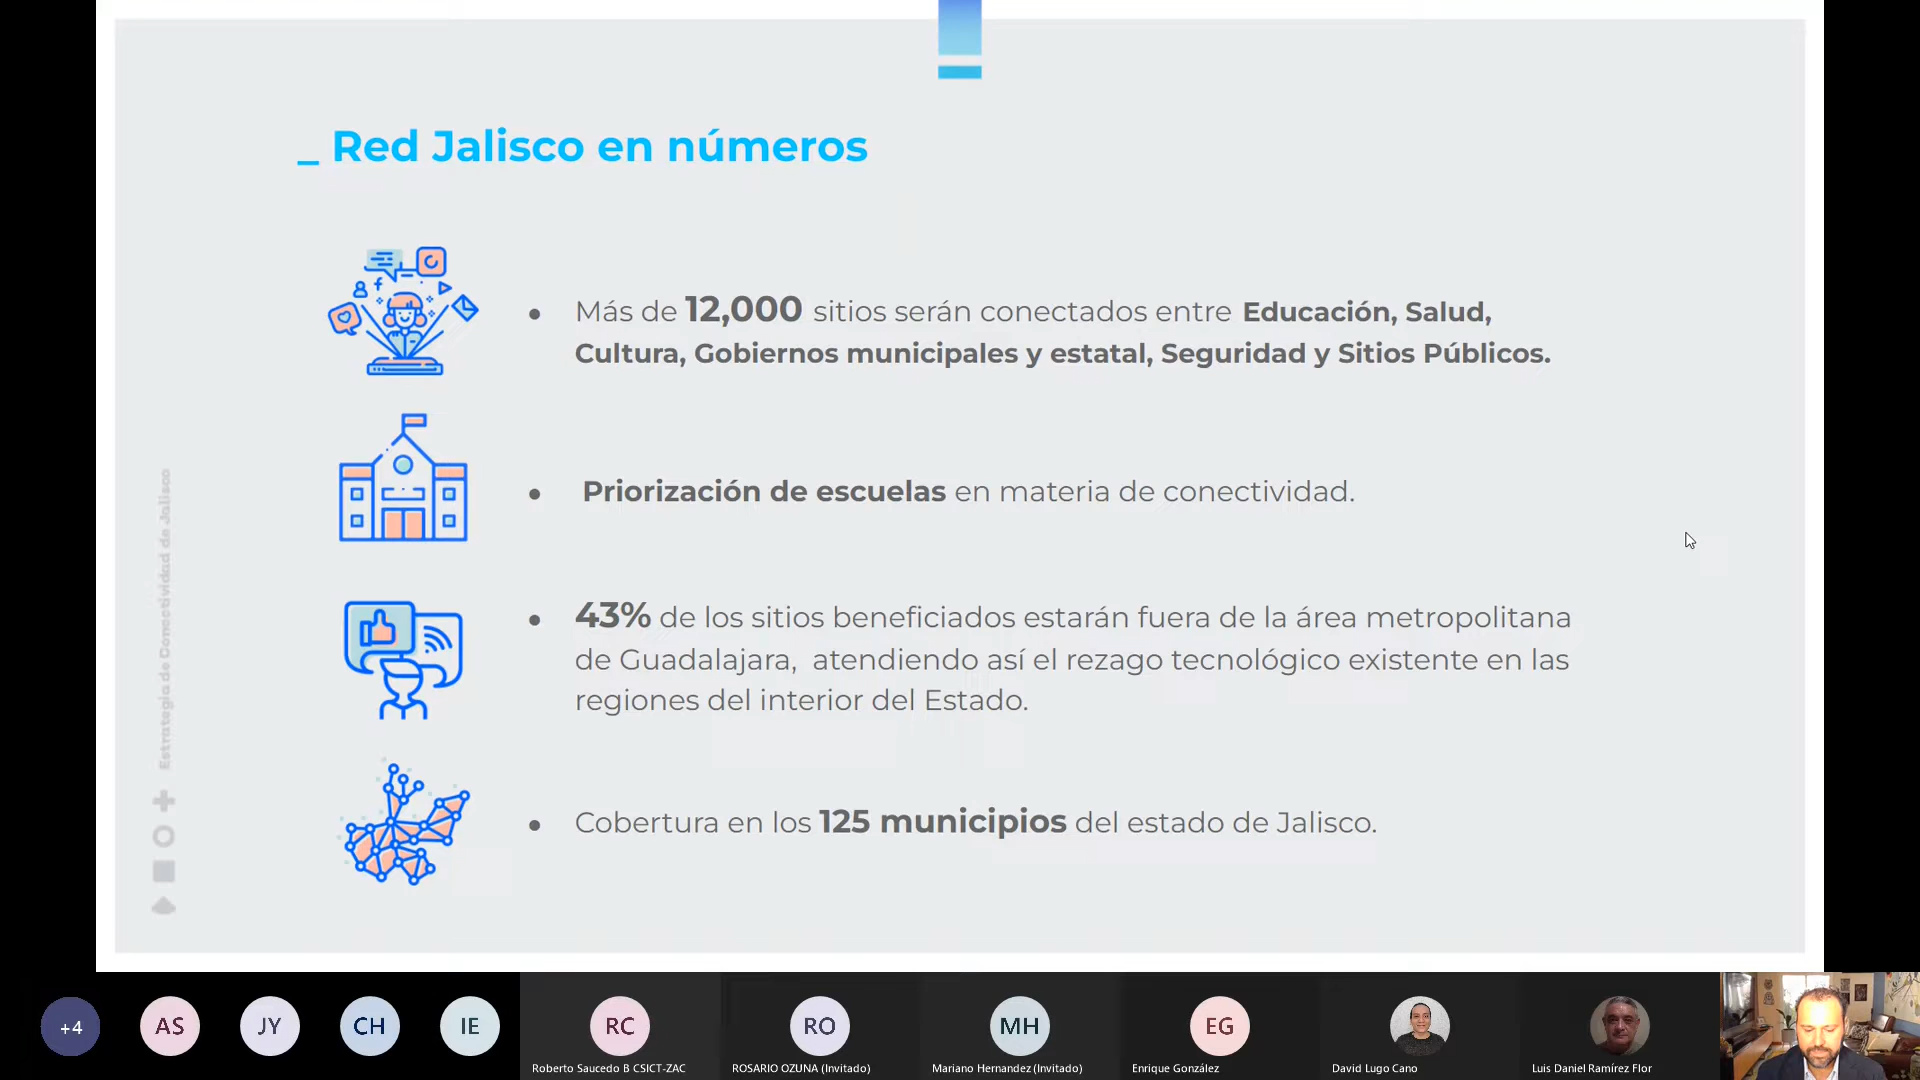 _ Red Jalisco en números
● Más de 12,000 sitios serán conectados entre Educación, Salud,
Cultura, Gobiernos municipales y estatal, Seguridad y Sitios Públicos.
● Priorización de escuelas en materia de conectividad.
● 43% de los sitios beneficiados estarán fuera de la área metropolitana
de Guadalajara, atendiendo así el rezago tecnológico existente en las
regiones del interior del Estado.
● Cobertura en los 125 municipios del estado de Jalisco.
Estrategia de Conectividad de Jalisco
+4
AS
JY
CH
IE
RC
RO
MH
EG
Roberto Saucedo B CSICT-ZAC
ROSARIO OZUNA (Invitado)
Mariano Hernandez (Invitado)
Enrique González
David Lugo Cano
Luis Daniel Ramírez Flor